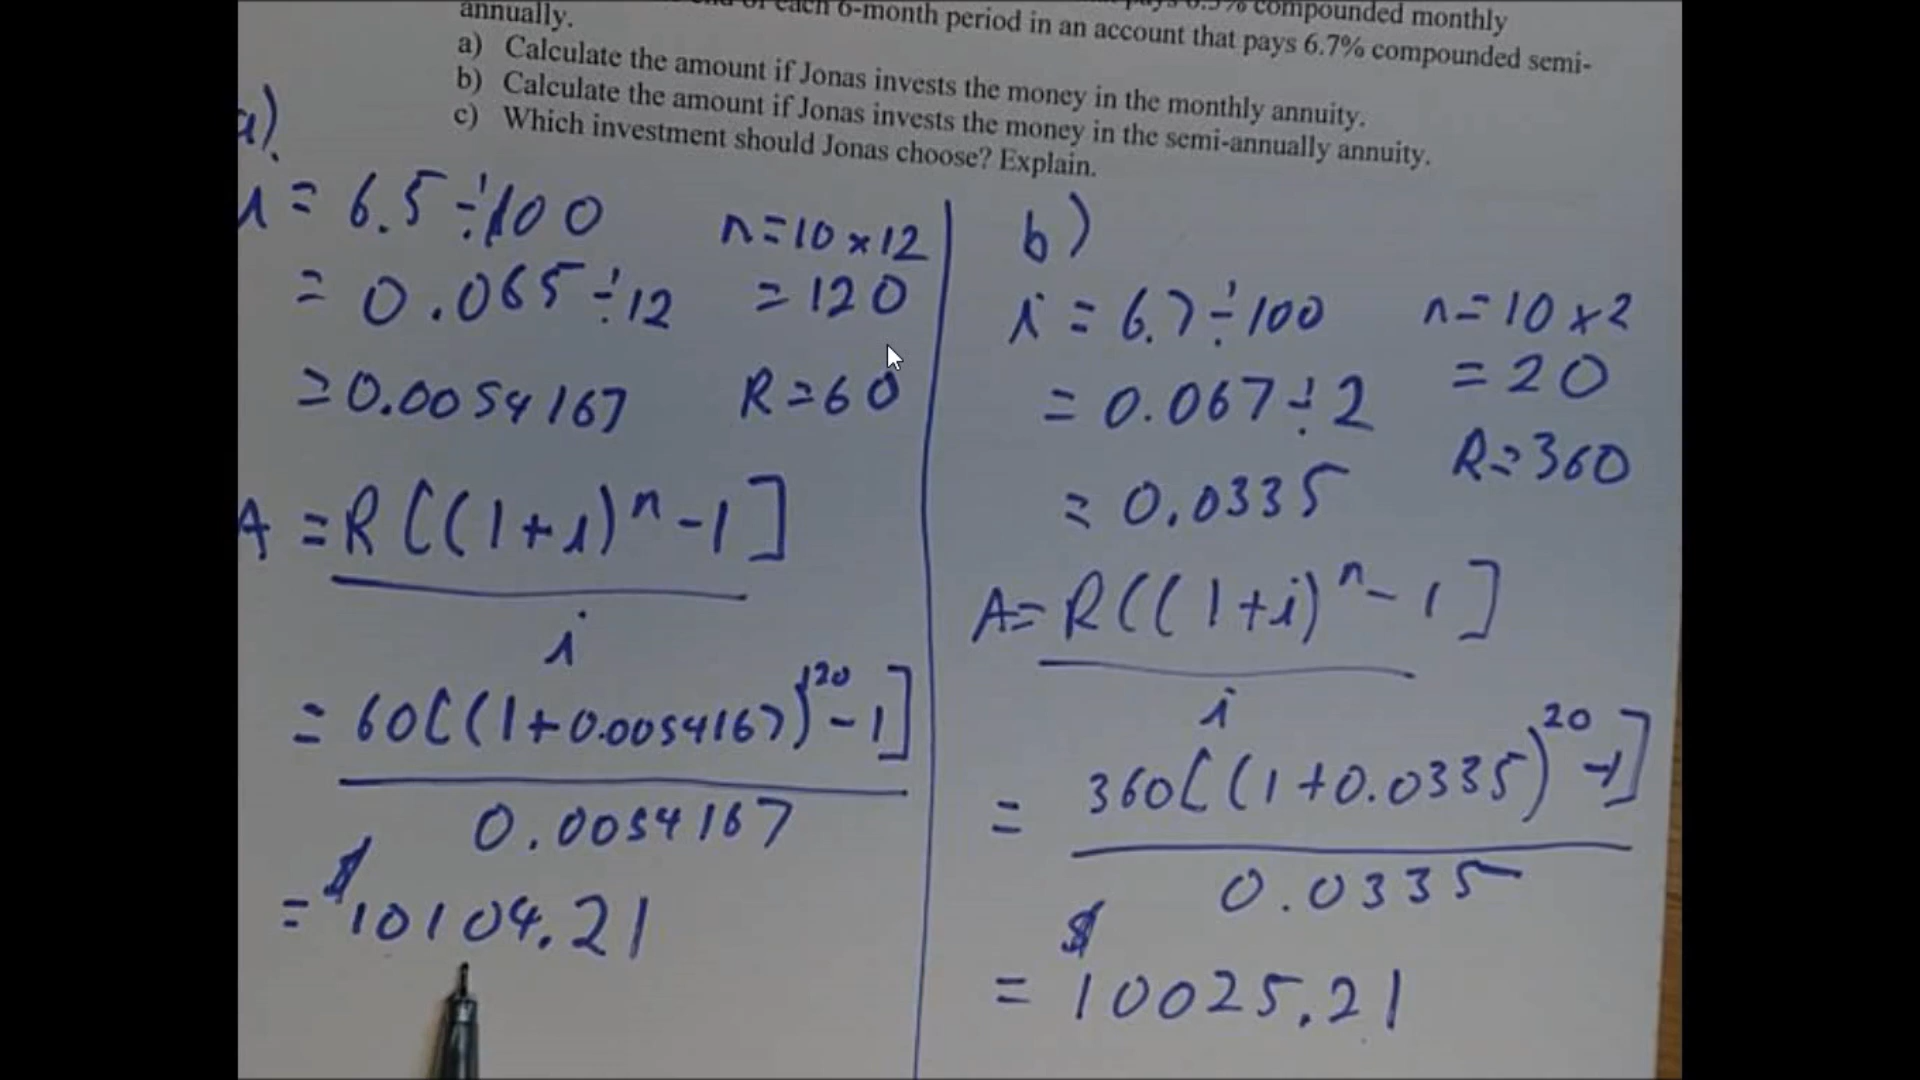 pays 6.5% compounded monthly
end of each 6-month period in an account that pays 6.7% compounded semi-
annually.
a) Calculate the amount if Jonas invests the money in the monthly annuity.
b) Calculate the amount if Jonas invests the money in the semi-annually annuity.
c) Which investment should Jonas choose? Explain.
a)
i = 6.5 ÷ 100
= 0.065 ÷ 12
= 0.0054167
n = 10 × 12
= 120
R = 60
A = R[(1+i)^n - 1]
i
= 60[(1+0.0054167)^120 - 1]
0.0054167
= $10104.21
b)
i = 6.7 ÷ 100
= 0.067 ÷ 2
= 0.0335
n = 10 × 2
= 20
R = 360
A = R[(1+i)^n - 1]
i
= 360[(1+0.0335)^20 - 1]
0.0335
= $10025.21